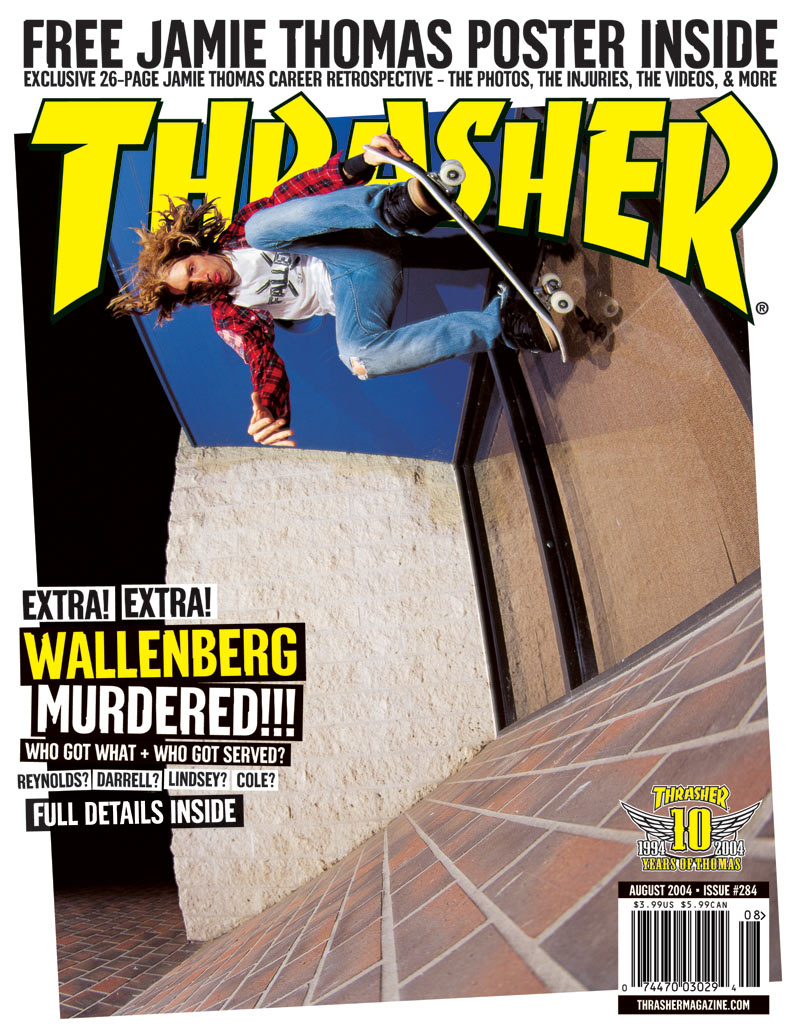 FREE JAMIE THOMAS POSTER INSIDE
EXCLUSIVE 26-PAGE JAMIE THOMAS CAREER RETROSPECTIVE – THE PHOTOS, THE INJURIES, THE VIDEOS, & MORE
THRASHER®
FALLEN
EXTRA! EXTRA!
WALLENBERG
MURDERED!!!
WHO GOT WHAT + WHO GOT SERVED?
REYNOLDS? DARRELL? LINDSEY? COLE?
FULL DETAILS INSIDE
THRASHER
10
1994 2004
YEARS OF THOMAS
AUGUST 2004 • ISSUE #284
$3.99US $5.99CAN
08>
0 74470 03029 4
THRASHERMAGAZINE.COM